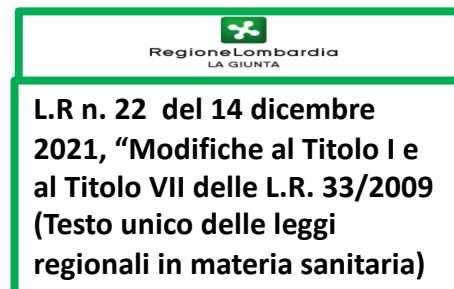 RegioneLombardia
LA GIUNTA
L.R n. 22 del 14 dicembre
2021, “Modifiche al Titolo I e
al Titolo VII delle L.R. 33/2009
(Testo unico delle leggi
regionali in materia sanitaria)